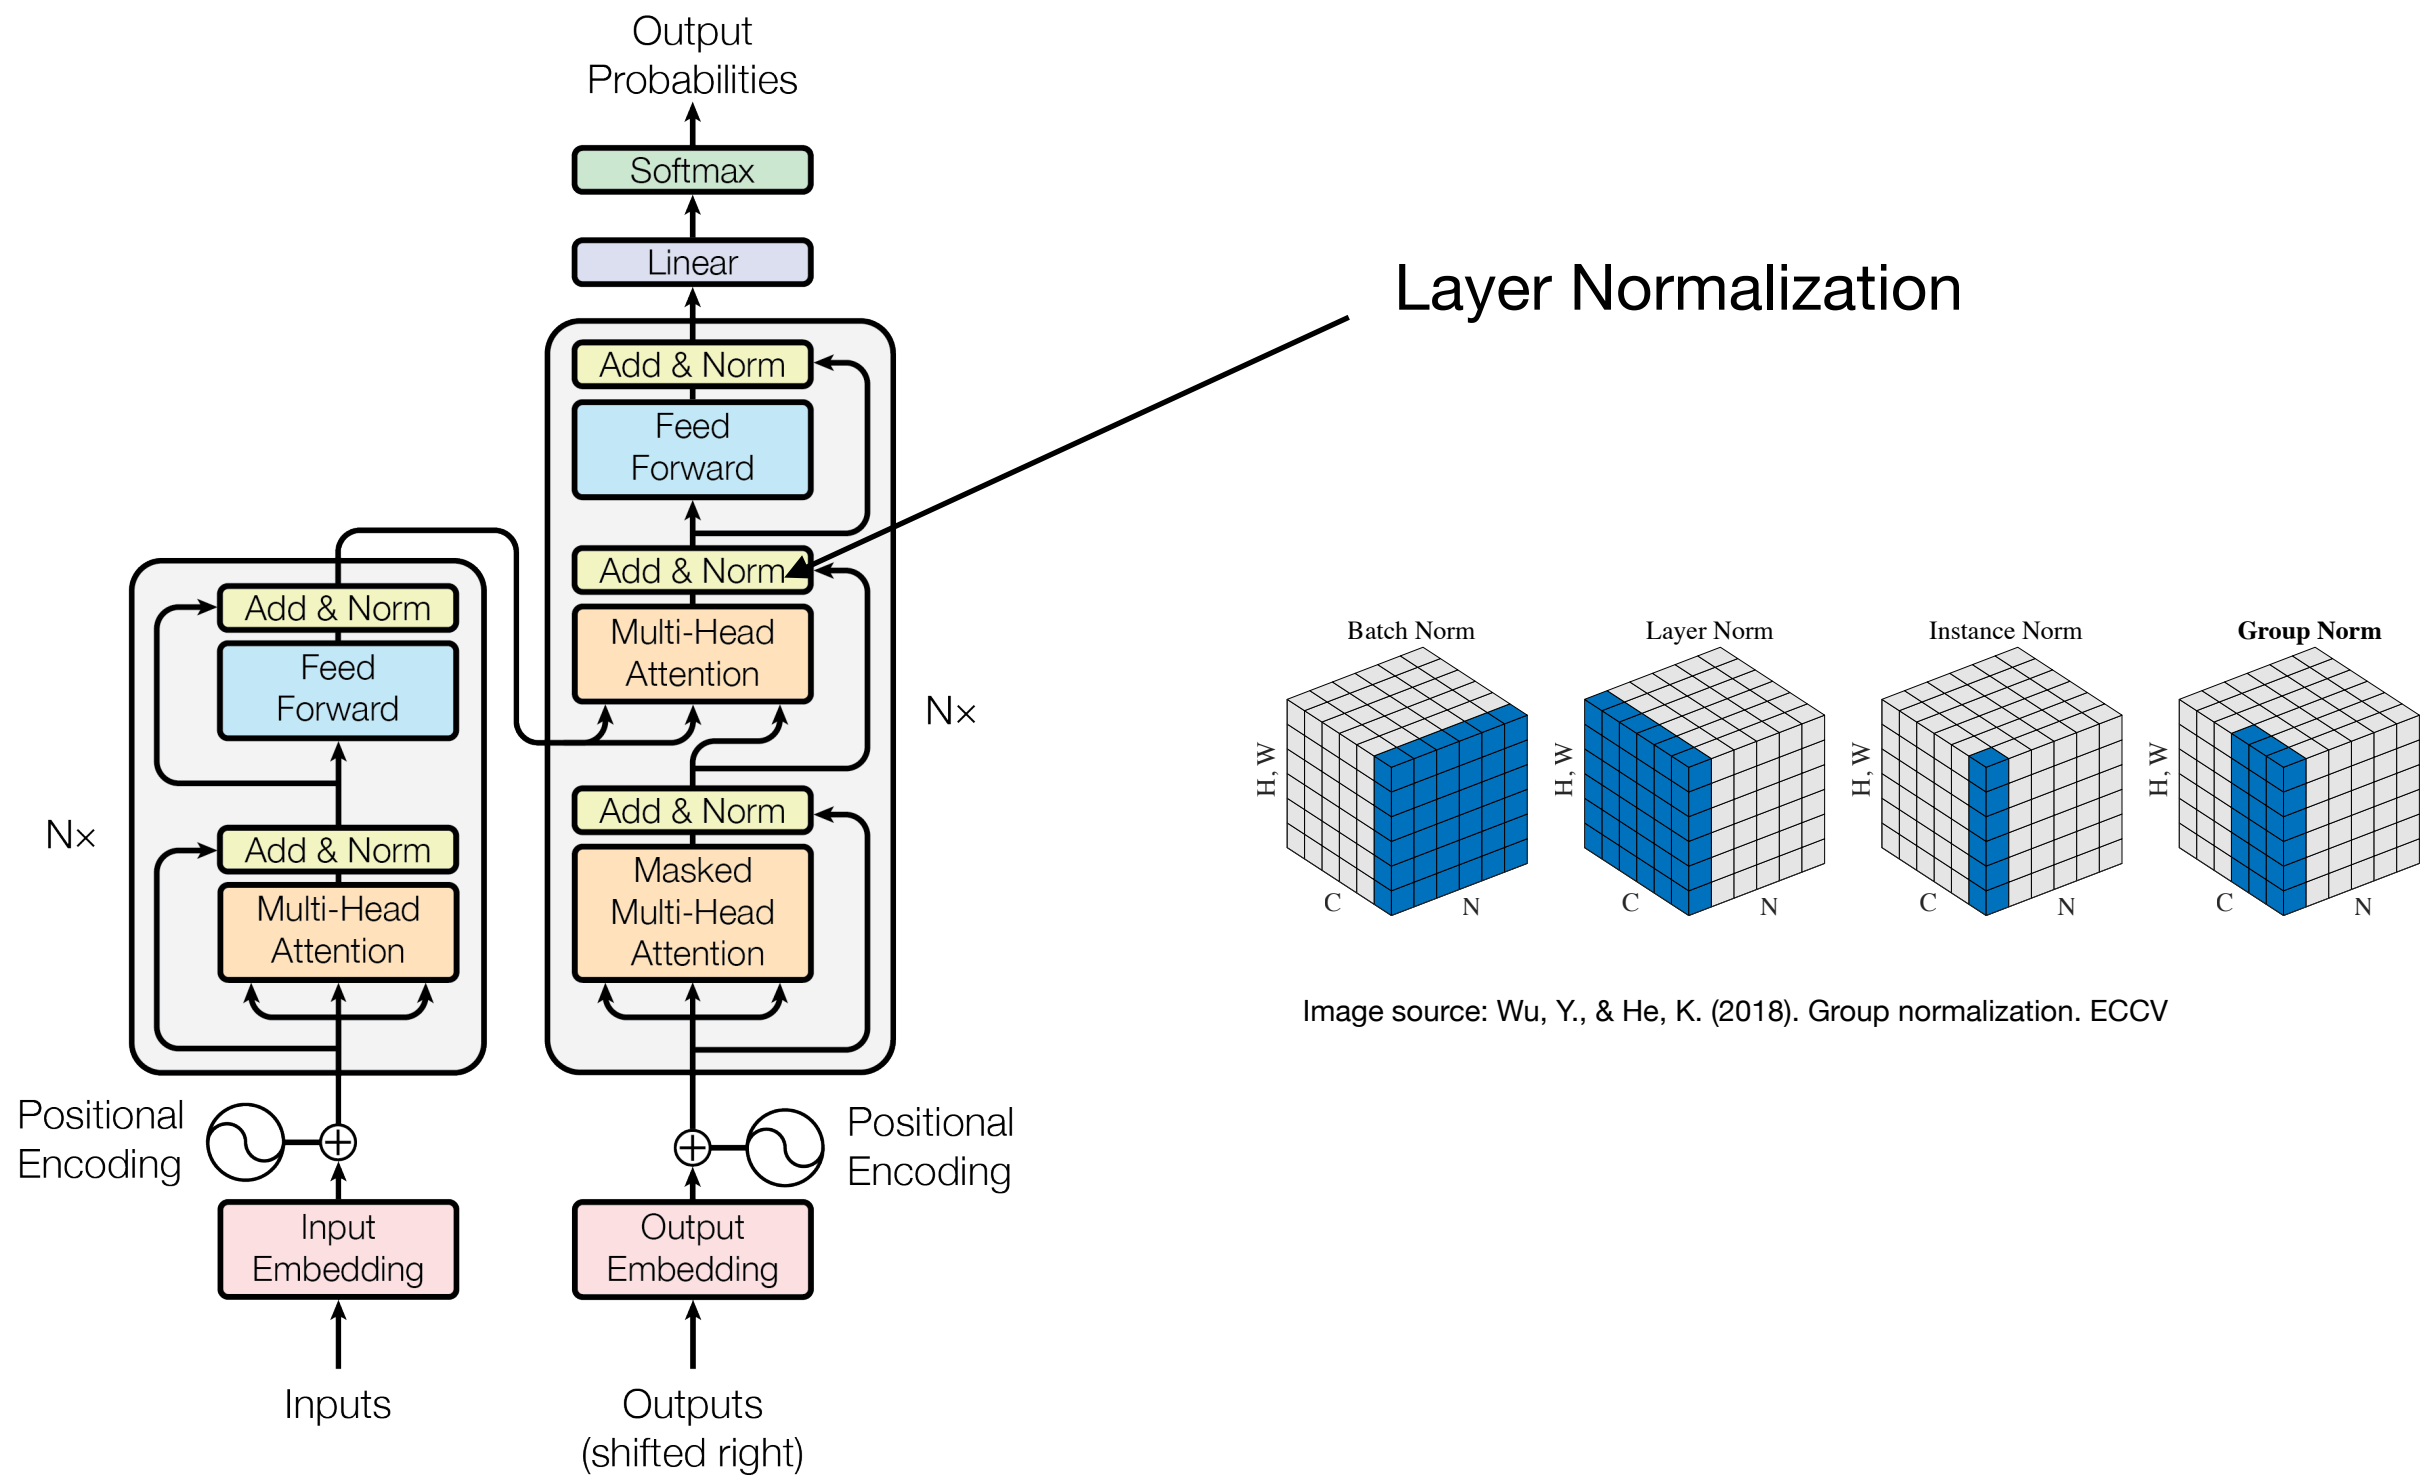 Output
Probabilities
Softmax
Linear
Add & Norm
Feed
Forward
Add & Norm
Multi-Head
Attention
Add & Norm
Masked
Multi-Head
Attention
N×
Add & Norm
Feed
Forward
Add & Norm
Multi-Head
Attention
N×
Positional
Encoding
Input
Embedding
Inputs
Positional
Encoding
Output
Embedding
Outputs
(shifted right)
Layer Normalization
Batch Norm
H, W
C
N
Layer Norm
H, W
C
N
Instance Norm
H, W
C
N
Group Norm
H, W
C
N
Image source: Wu, Y., & He, K. (2018). Group normalization. ECCV